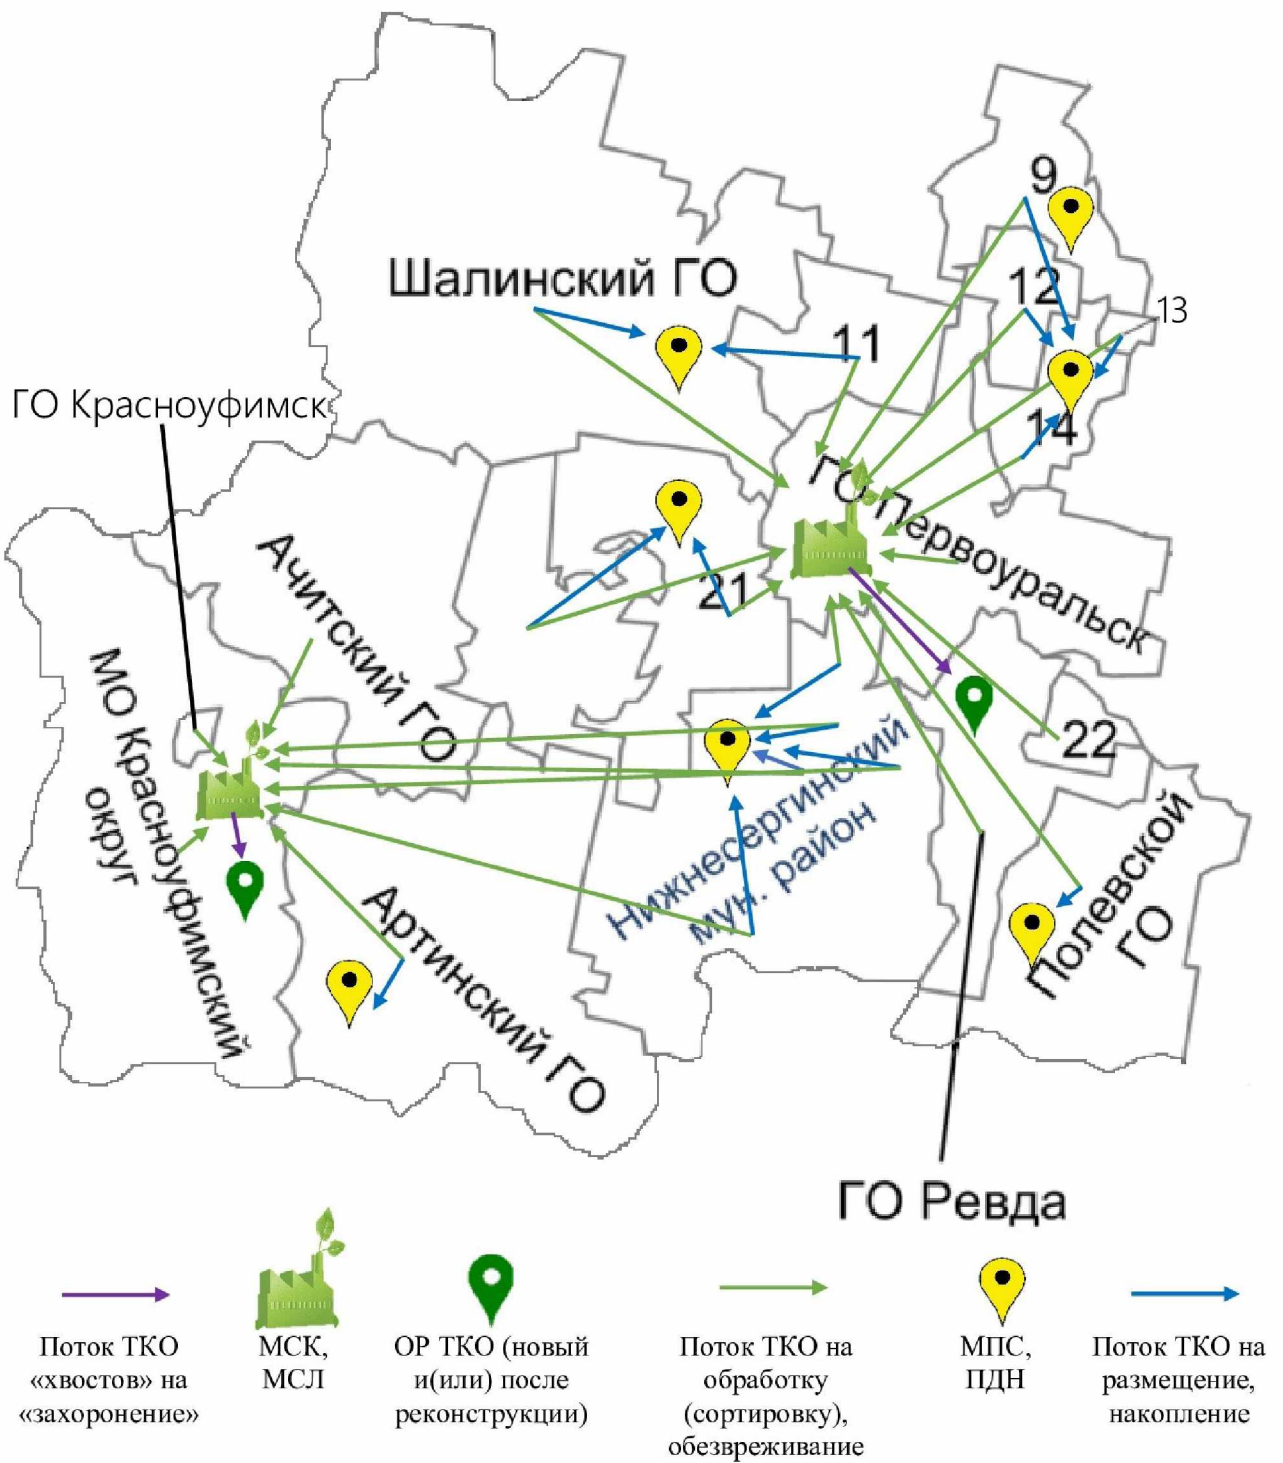 9
Шалинский ГО
12
13
11
ГО Красноуфимск
14
ГО Первоуральск
Ачитский ГО
21
МО Красноуфимский
округ
22
Нижнесергинский
мун. район
Полевской
ГО
Артинский ГО
ГО Ревда
Поток ТКО
«хвостов» на
«захоронение»
МСК,
МСЛ
ОР ТКО (новый
и(или) после
реконструкции)
Поток ТКО на
обработку
(сортировку),
обезвреживание
МПС,
ПДН
Поток ТКО на
размещение,
накопление